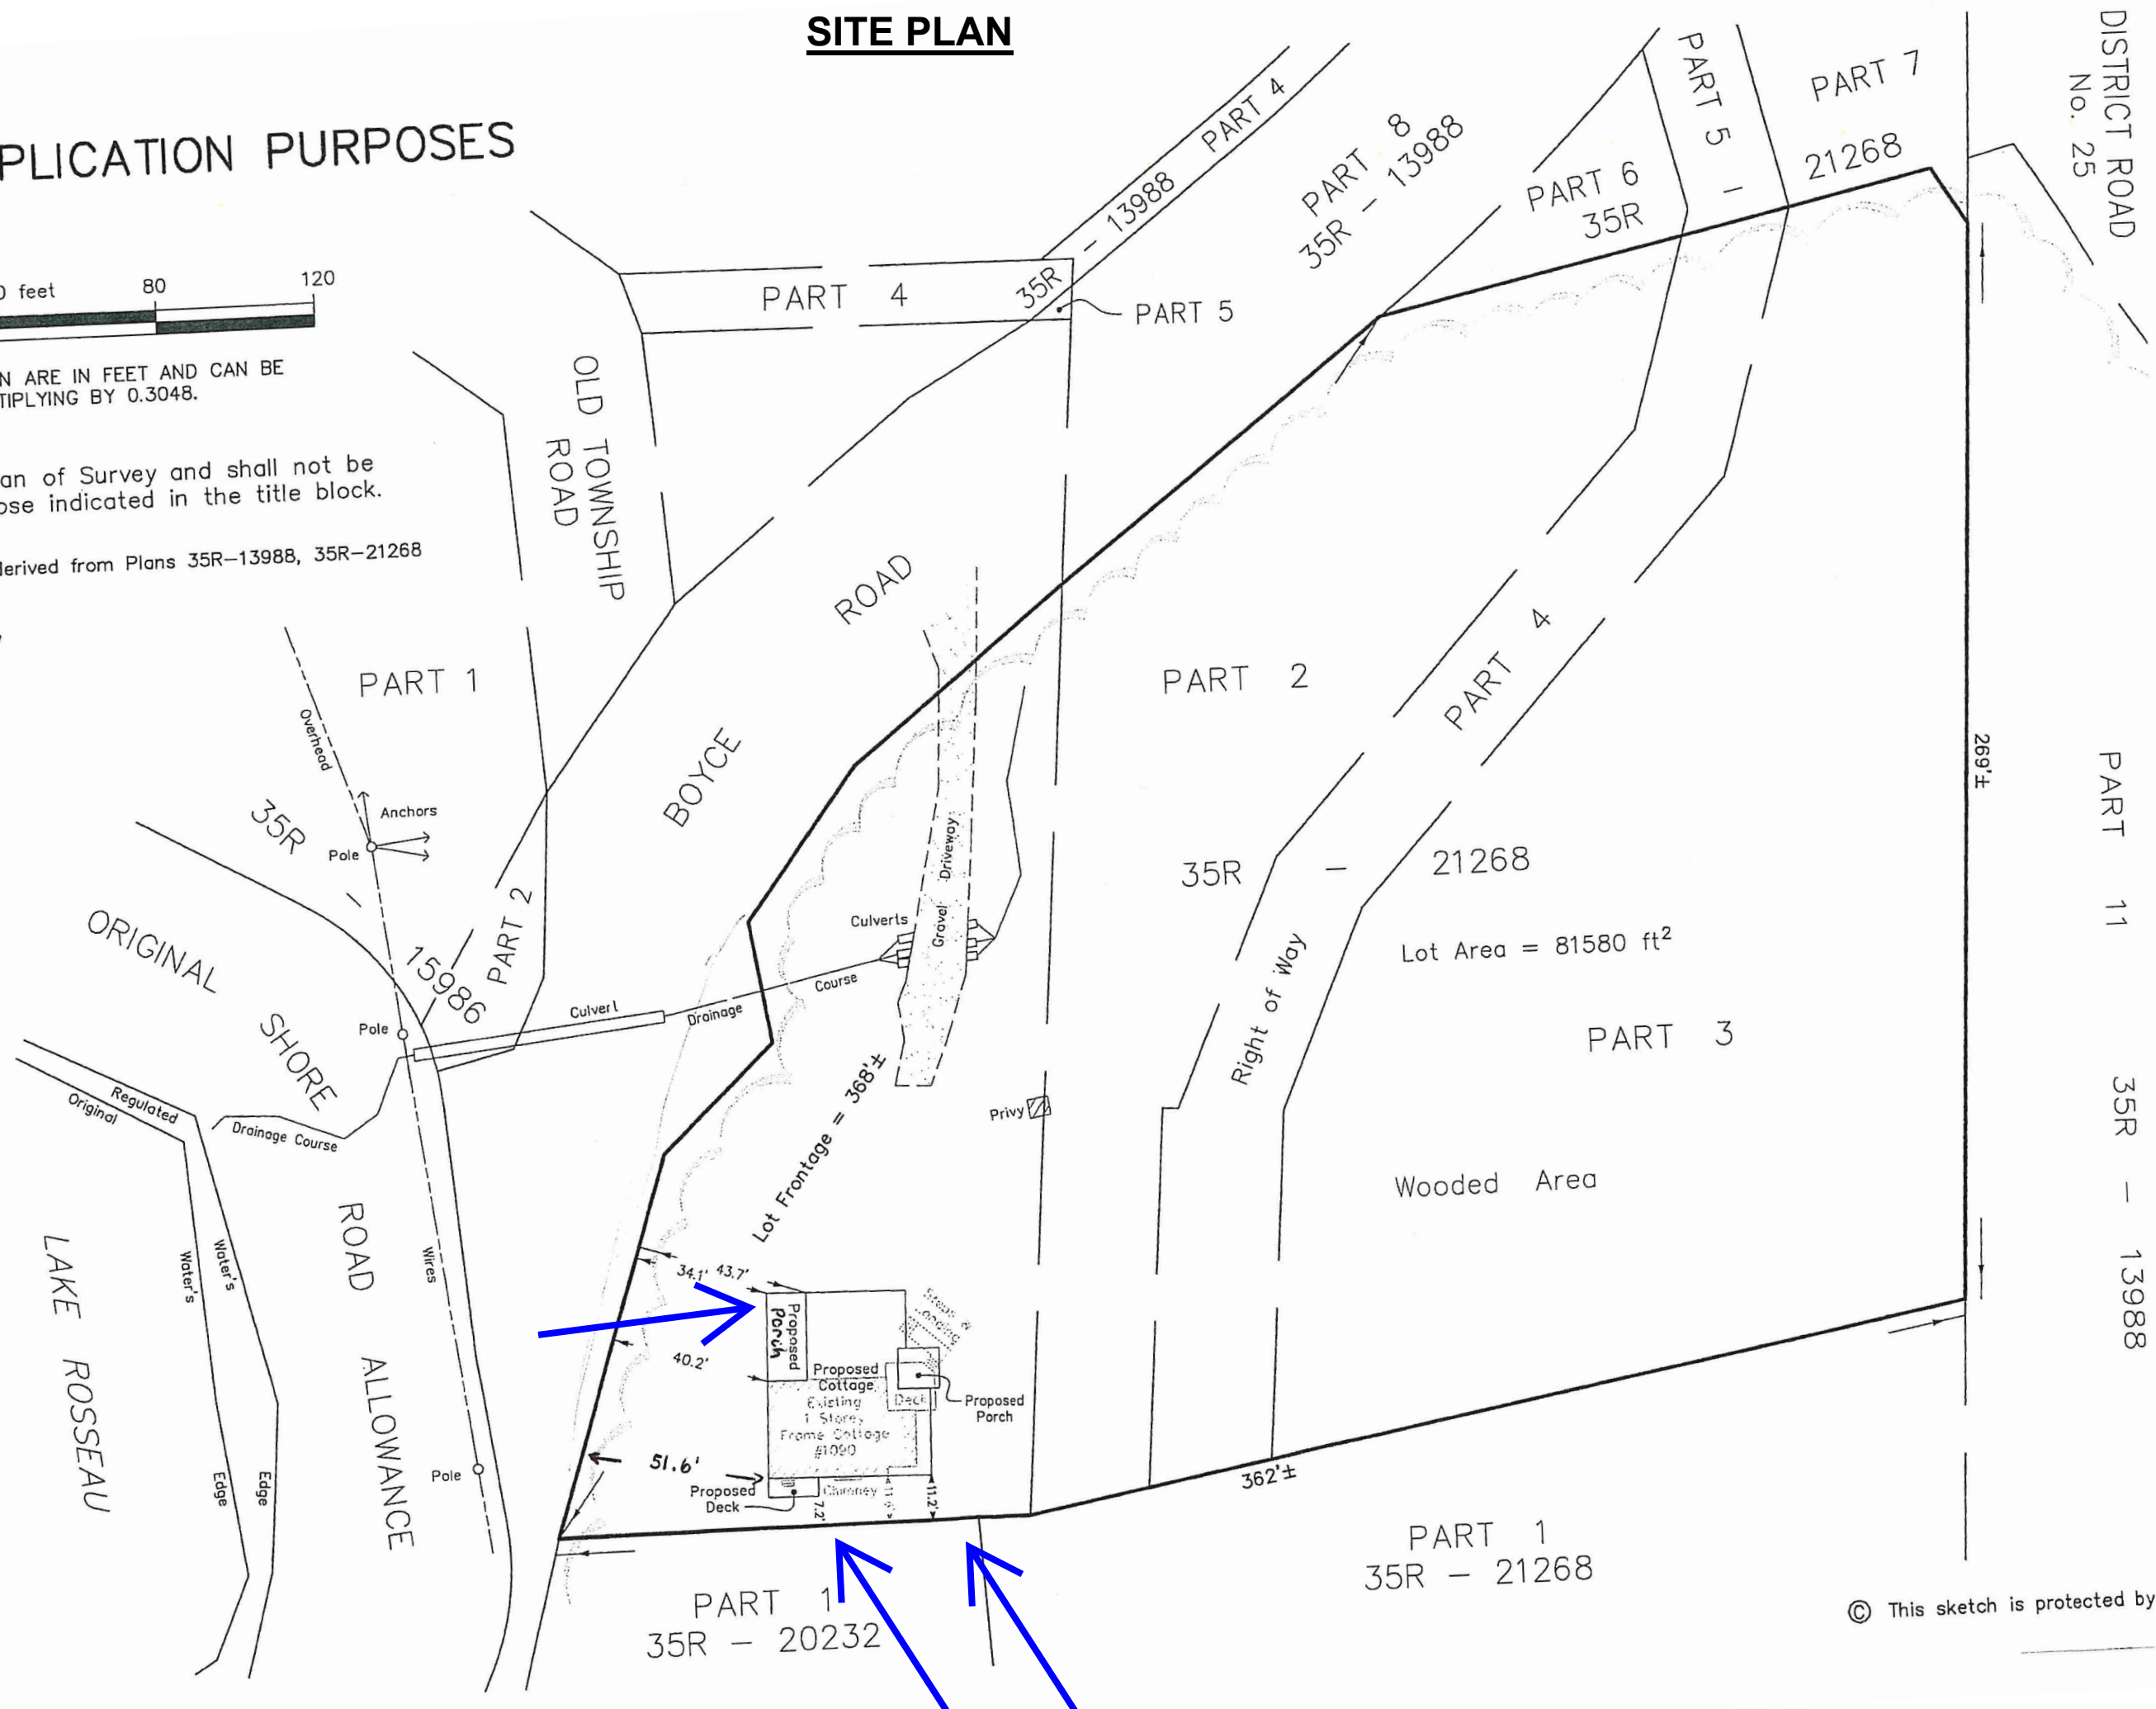 SITE PLAN
PLICATION PURPOSES
feet
80
120
N ARE IN FEET AND CAN BE
TIPLYING BY 0.3048.
an of Survey and shall not be
ose indicated in the title block.
derived from Plans 35R-13988, 35R-21268
PART 4
35R - 13988 PART 4
PART 5
PART 8
35R - 13988
PART 6
35R
PART 5
-
PART 7
21268
DISTRICT ROAD
No. 25
OLD TOWNSHIP
ROAD
BOYCE
ROAD
PART 1
Overhead
Anchors
Pole
35R
-
15986
PART 2
ORIGINAL
SHORE
ROAD
ALLOWANCE
Pole
Culvert
Drainage
Course
Culverts
Gravel
Driveway
Regulated
Original
Drainage Course
Water's
Edge
Water's
Edge
LAKE ROSSEAU
Wires
Pole
Lot Frontage = 368'±
Privy
PART 2
PART 4
35R - 21268
Right of Way
Lot Area = 81580 ft²
PART 3
Wooded Area
269'±
PART 11 35R - 13988
34.1'
43.7'
40.2'
51.6'
Proposed
Porch
Steps &
Landing
Proposed
Cottage
Existing
1 Storey
Frame Cottage
#1090
Deck
Proposed
Porch
Proposed
Deck
Chimney
7.2'
11.2'
362'±
PART 1
35R - 20232
PART 1
35R - 21268
© This sketch is protected by